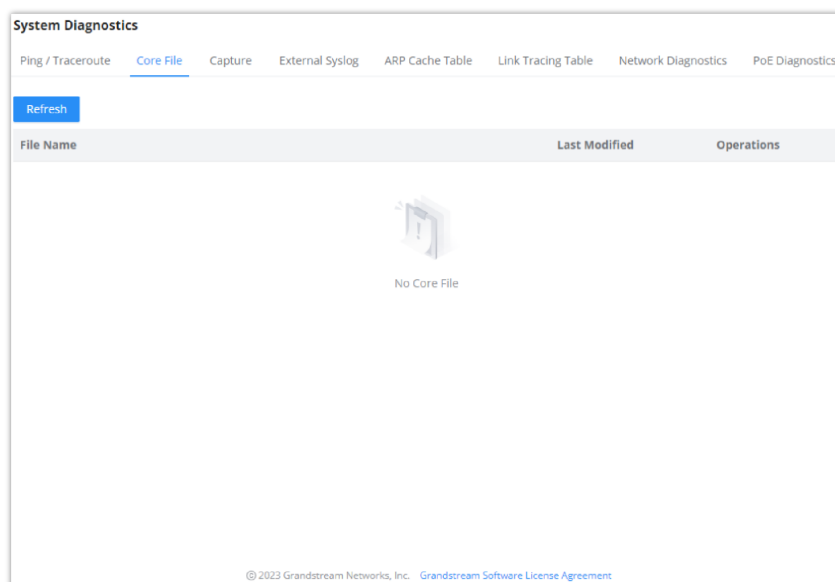 System Diagnostics
Ping / Traceroute Core File Capture External Syslog ARP Cache Table Link Tracing Table Network Diagnostics PoE Diagnostics
Refresh
File Name Last Modified Operations
No Core File
© 2023 Grandstream Networks, Inc. Grandstream Software License Agreement